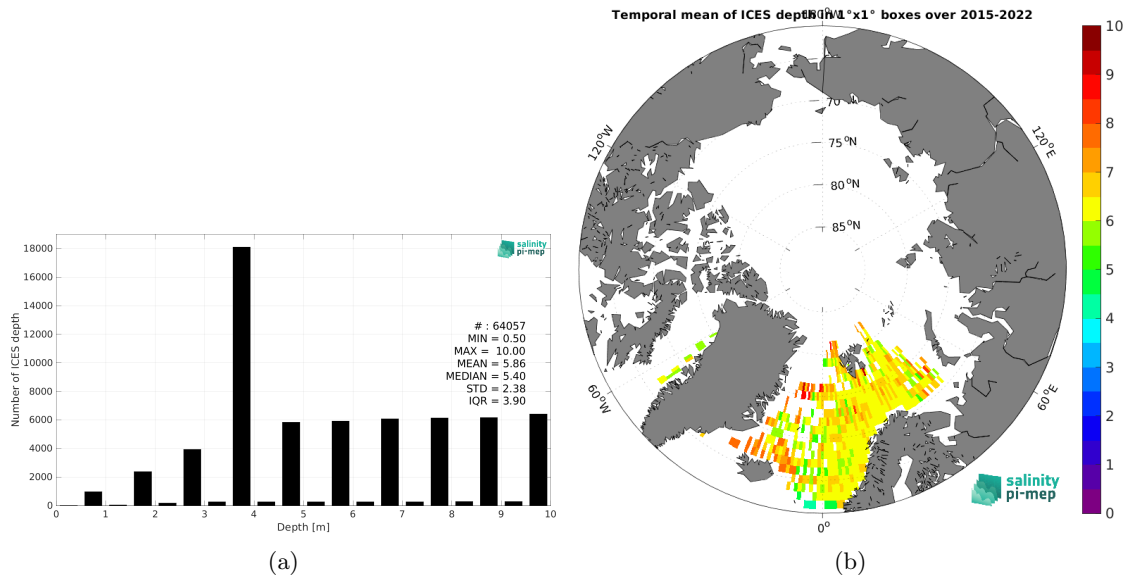 Temporal mean of ICES depth in 1°x1° boxes over 2015-2022
180°W
120°W
120°E
60°W
60°E
0°
75°N
80°N
85°N
10
9
8
7
6
5
4
3
2
1
0
salinity
pi-mep
18000
16000
14000
12000
10000
8000
6000
4000
2000
0
Number of ICES depth
salinity
pi-mep
# : 64057
MIN = 0.50
MAX = 10.00
MEAN = 5.86
MEDIAN = 5.40
STD = 2.38
IQR = 3.90
0 1 2 3 4 5 6 7 8 9 10
Depth [m]
(a)
(b)